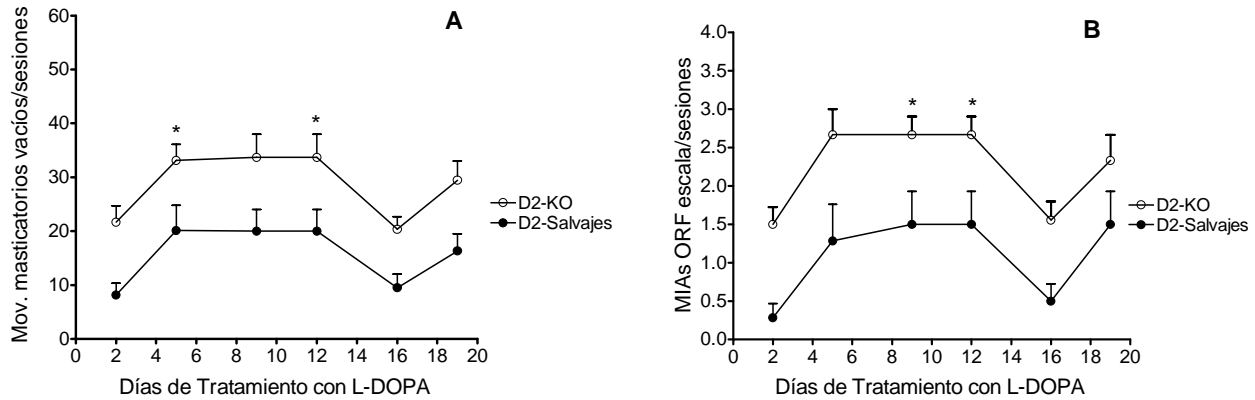 A
Mov. masticatorios vacíos/sesiones
60
50
40
30
20
10
0
* *
0 2 4 6 8 10 12 14 16 18 20
Días de Tratamiento con L-DOPA
D2-KO
D2-Salvajes
B
MIAs ORF escala/sesiones
4.0
3.5
3.0
2.5
2.0
1.5
1.0
0.5
0.0
* *
0 2 4 6 8 10 12 14 16 18 20
Días de Tratamiento con L-DOPA
D2-KO
D2-Salvajes